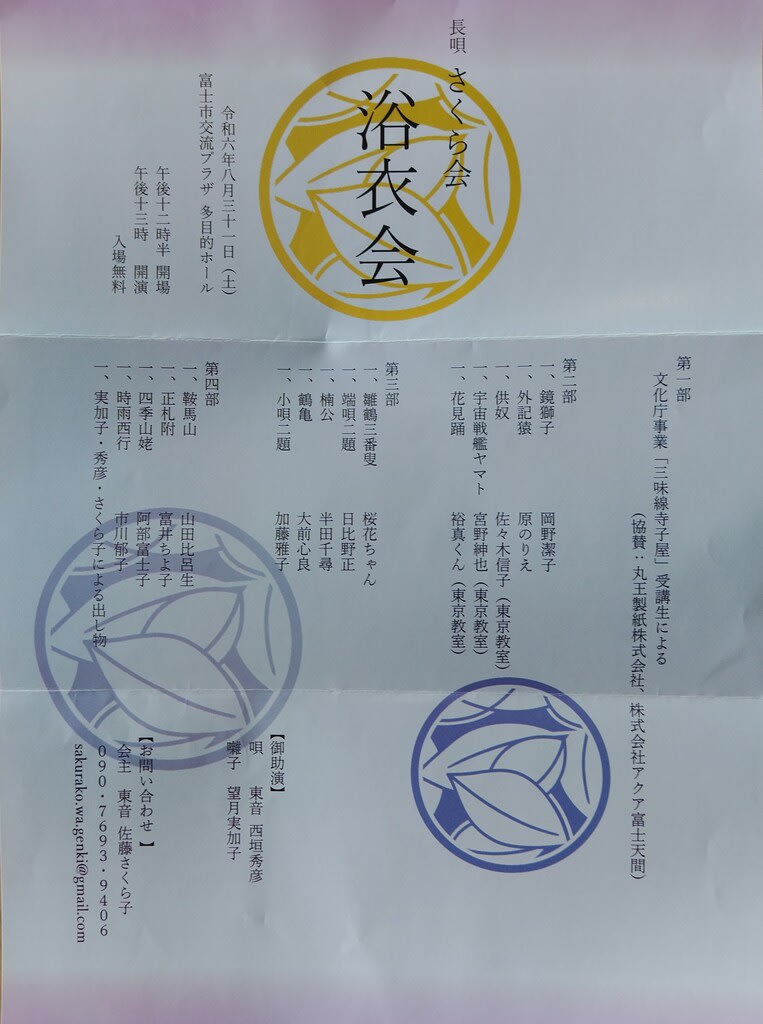 長唄 さくら会
浴衣会
令和六年八月三十一日（土）
富士市交流プラザ 多目的ホール
午後十二時半 開場
午後十三時 開演
入場無料
第一部
文化庁事業「三味線寺子屋」受講生による
（協賛：丸王製紙株式会社、株式会社アクア富士天間）
第二部
一、鏡獅子 岡野潔子
一、外記猿 原のりえ
一、供奴 佐々木信子（東京教室）
一、宇宙戦艦ヤマト 宮野紳也（東京教室）
一、花見踊 裕真くん（東京教室）
第三部
一、雛鶴三番叟 桜花ちゃん
一、端唄二題 日比野正
一、楠公 半田千尋
一、鶴亀 大前心良
一、小唄二題 加藤雅子
第四部
一、鞍馬山 山田比呂生
一、正札附 富井ちよ子
一、四季山姥 阿部富士子
一、時雨西行 市川郁子
一、実加子・秀彦・さくら子による出し物
【御助演】
唄 東音 西垣秀彦
囃子 望月実加子
【お問い合わせ 】
会主 東音 佐藤さくら子
090・7693・9406
sakurako.wa.genki@gmail.com